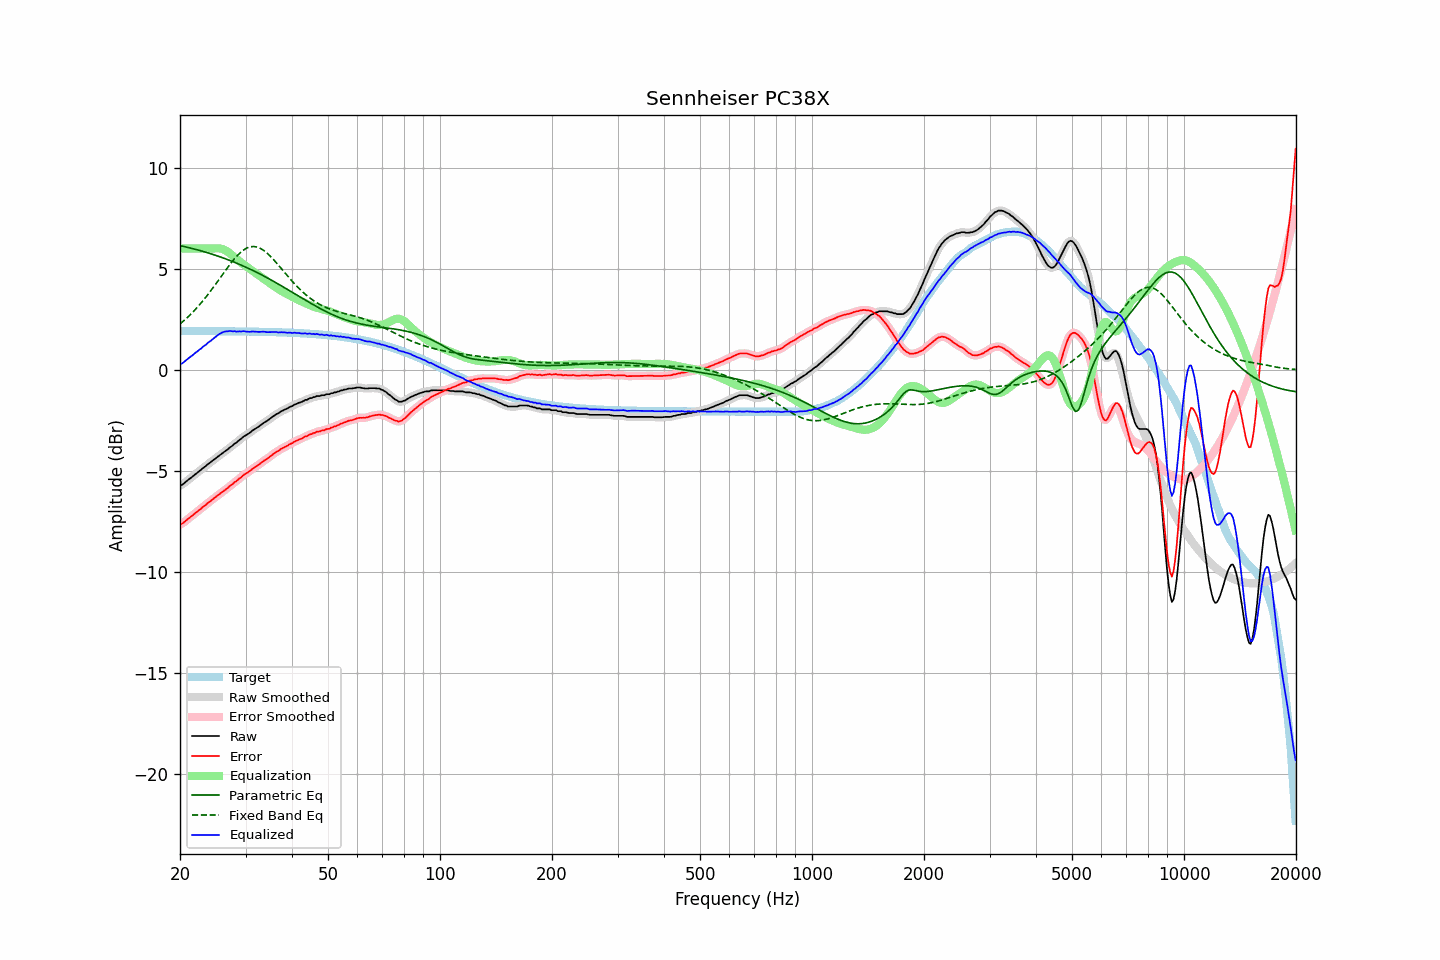 Sennheiser PC38X
Amplitude (dBr)
10
5
0
−5
−10
−15
−20
Target
Raw Smoothed
Error Smoothed
Raw
Error
Equalization
Parametric Eq
Fixed Band Eq
Equalized
20 50 100 200 500 1000 2000 5000 10000 20000
Frequency (Hz)